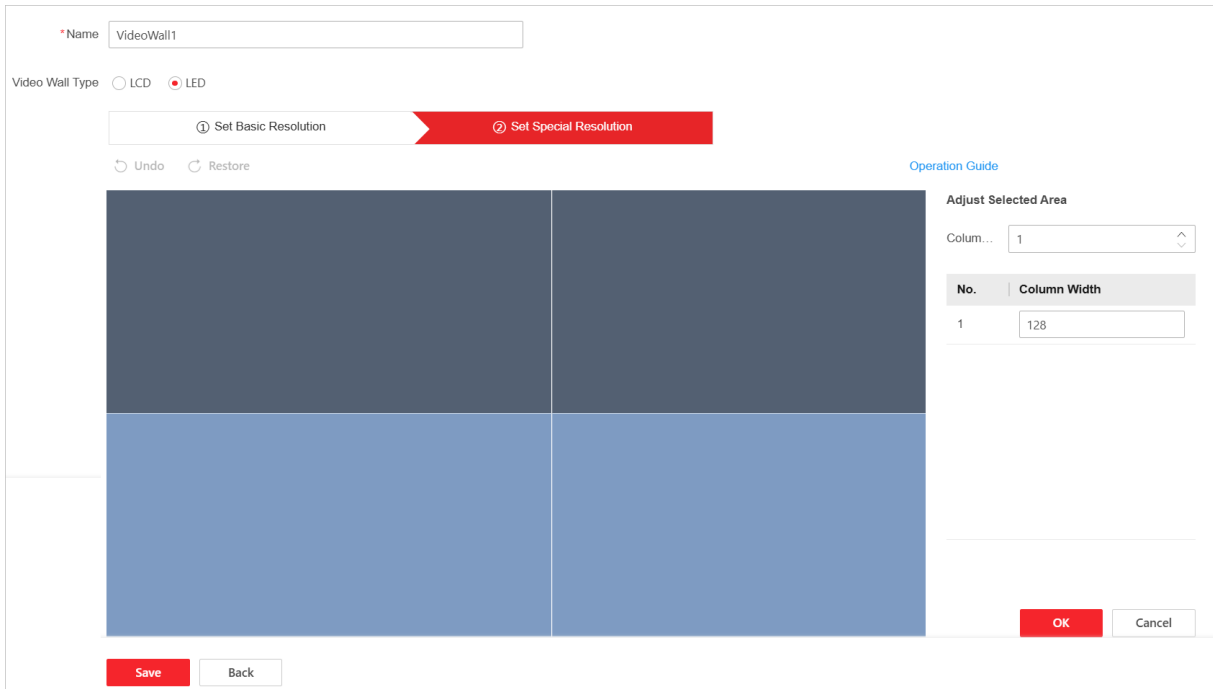 *Name VideoWall1
Video Wall Type LCD LED
① Set Basic Resolution ② Set Special Resolution
Undo Restore Operation Guide
Adjust Selected Area
Colum... 1
No. Column Width
1 128
OK Cancel
Save Back